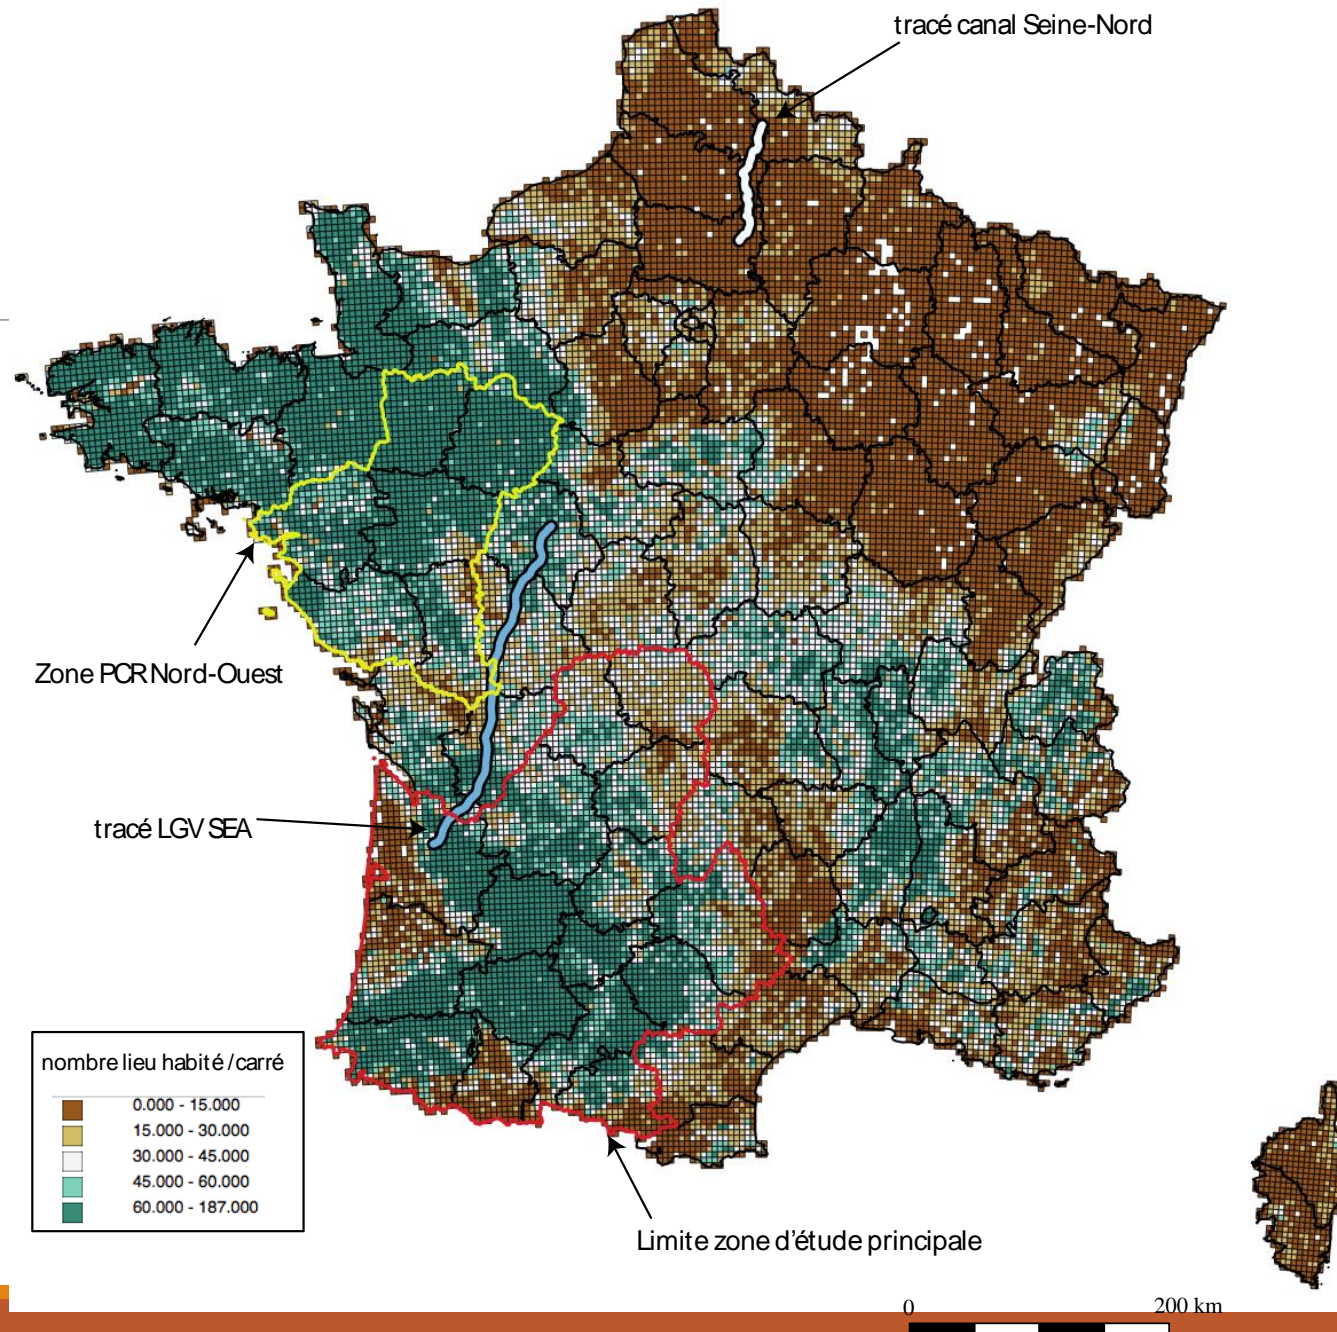 tracé canal Seine-Nord
Zone PCR Nord-Ouest
tracé LGV SEA
nombre lieu habité / carré
0.000 - 15.000
15.000 - 30.000
30.000 - 45.000
45.000 - 60.000
60.000 - 187.000
Limite zone d'étude principale
0 200 km